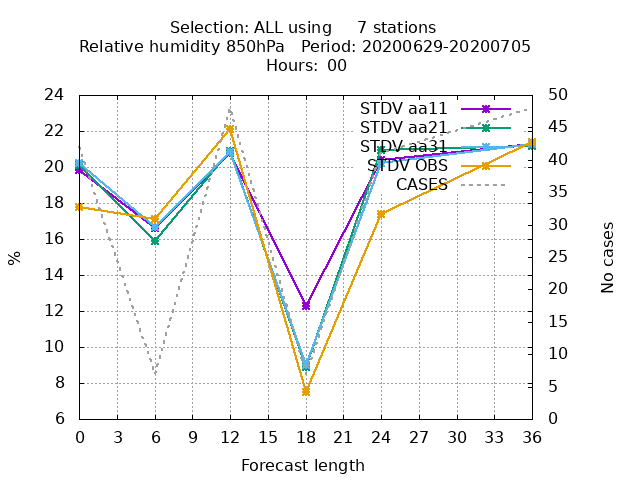 Selection: ALL using 7 stations
Relative humidity 850hPa Period: 20200629-20200705
Hours: 00
24 50
STDV aa11
45
22 STDV aa21
40
STDV aa31
20 STDV OBS
35
CASES
18 30
16
25
%
No cases
14 20
12 15
10 10
8 5
6 0
0 3 6 9 12 15 18 21 24 27 30 33 36
Forecast length